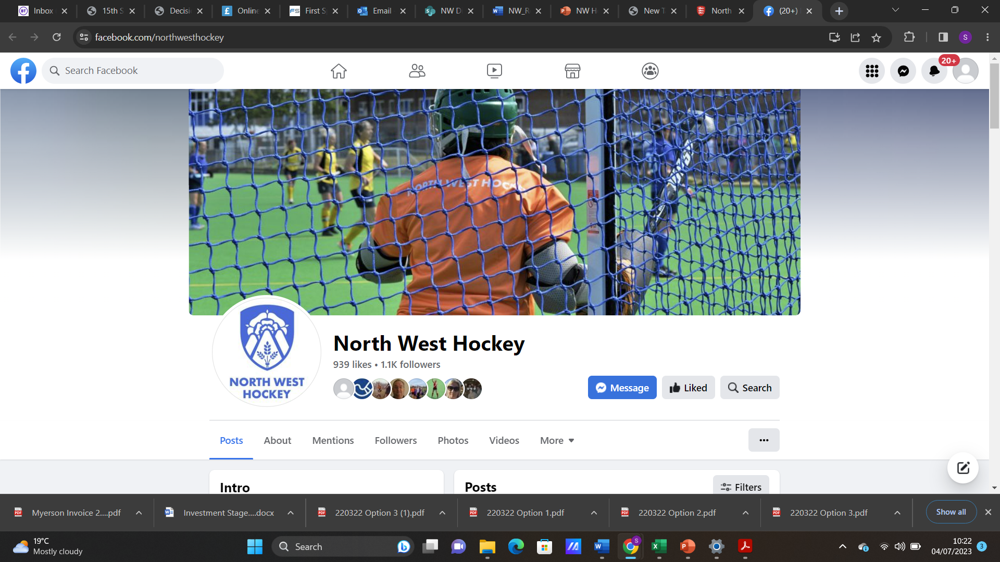 Inbox
15th S
Decisi
Online
First S
Email
NW D
NW_R
NW H
New T
North
(20+)
facebook.com/northwesthockey
S
Search Facebook
20+
NORTH WEST HOCKE
NORTH WEST
HOCKEY
North West Hockey
939 likes • 1.1K followers
Message
Liked
Search
Posts
About
Mentions
Followers
Photos
Videos
More
Intro
Posts
Filters
Myerson Invoice 2....pdf
Investment Stage....docx
220322 Option 3 (1).pdf
220322 Option 1.pdf
220322 Option 2.pdf
220322 Option 3.pdf
Show all
19°C
Mostly cloudy
Search
10:22
04/07/2023
3